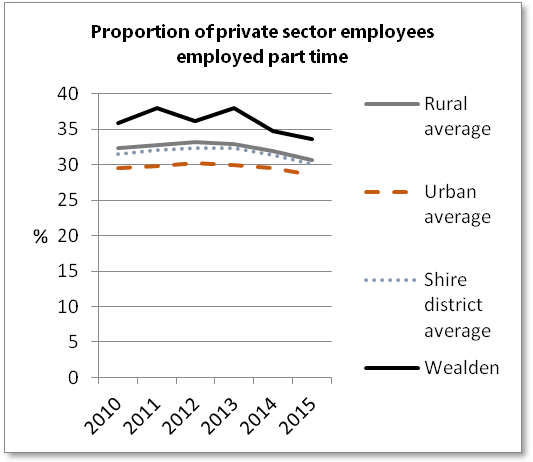 Proportion of private sector employees
employed part time
40
35
30
25
20
15
10
5
0
%
2010
2011
2012
2013
2014
2015
Rural
average
Urban
average
Shire
district
average
Wealden